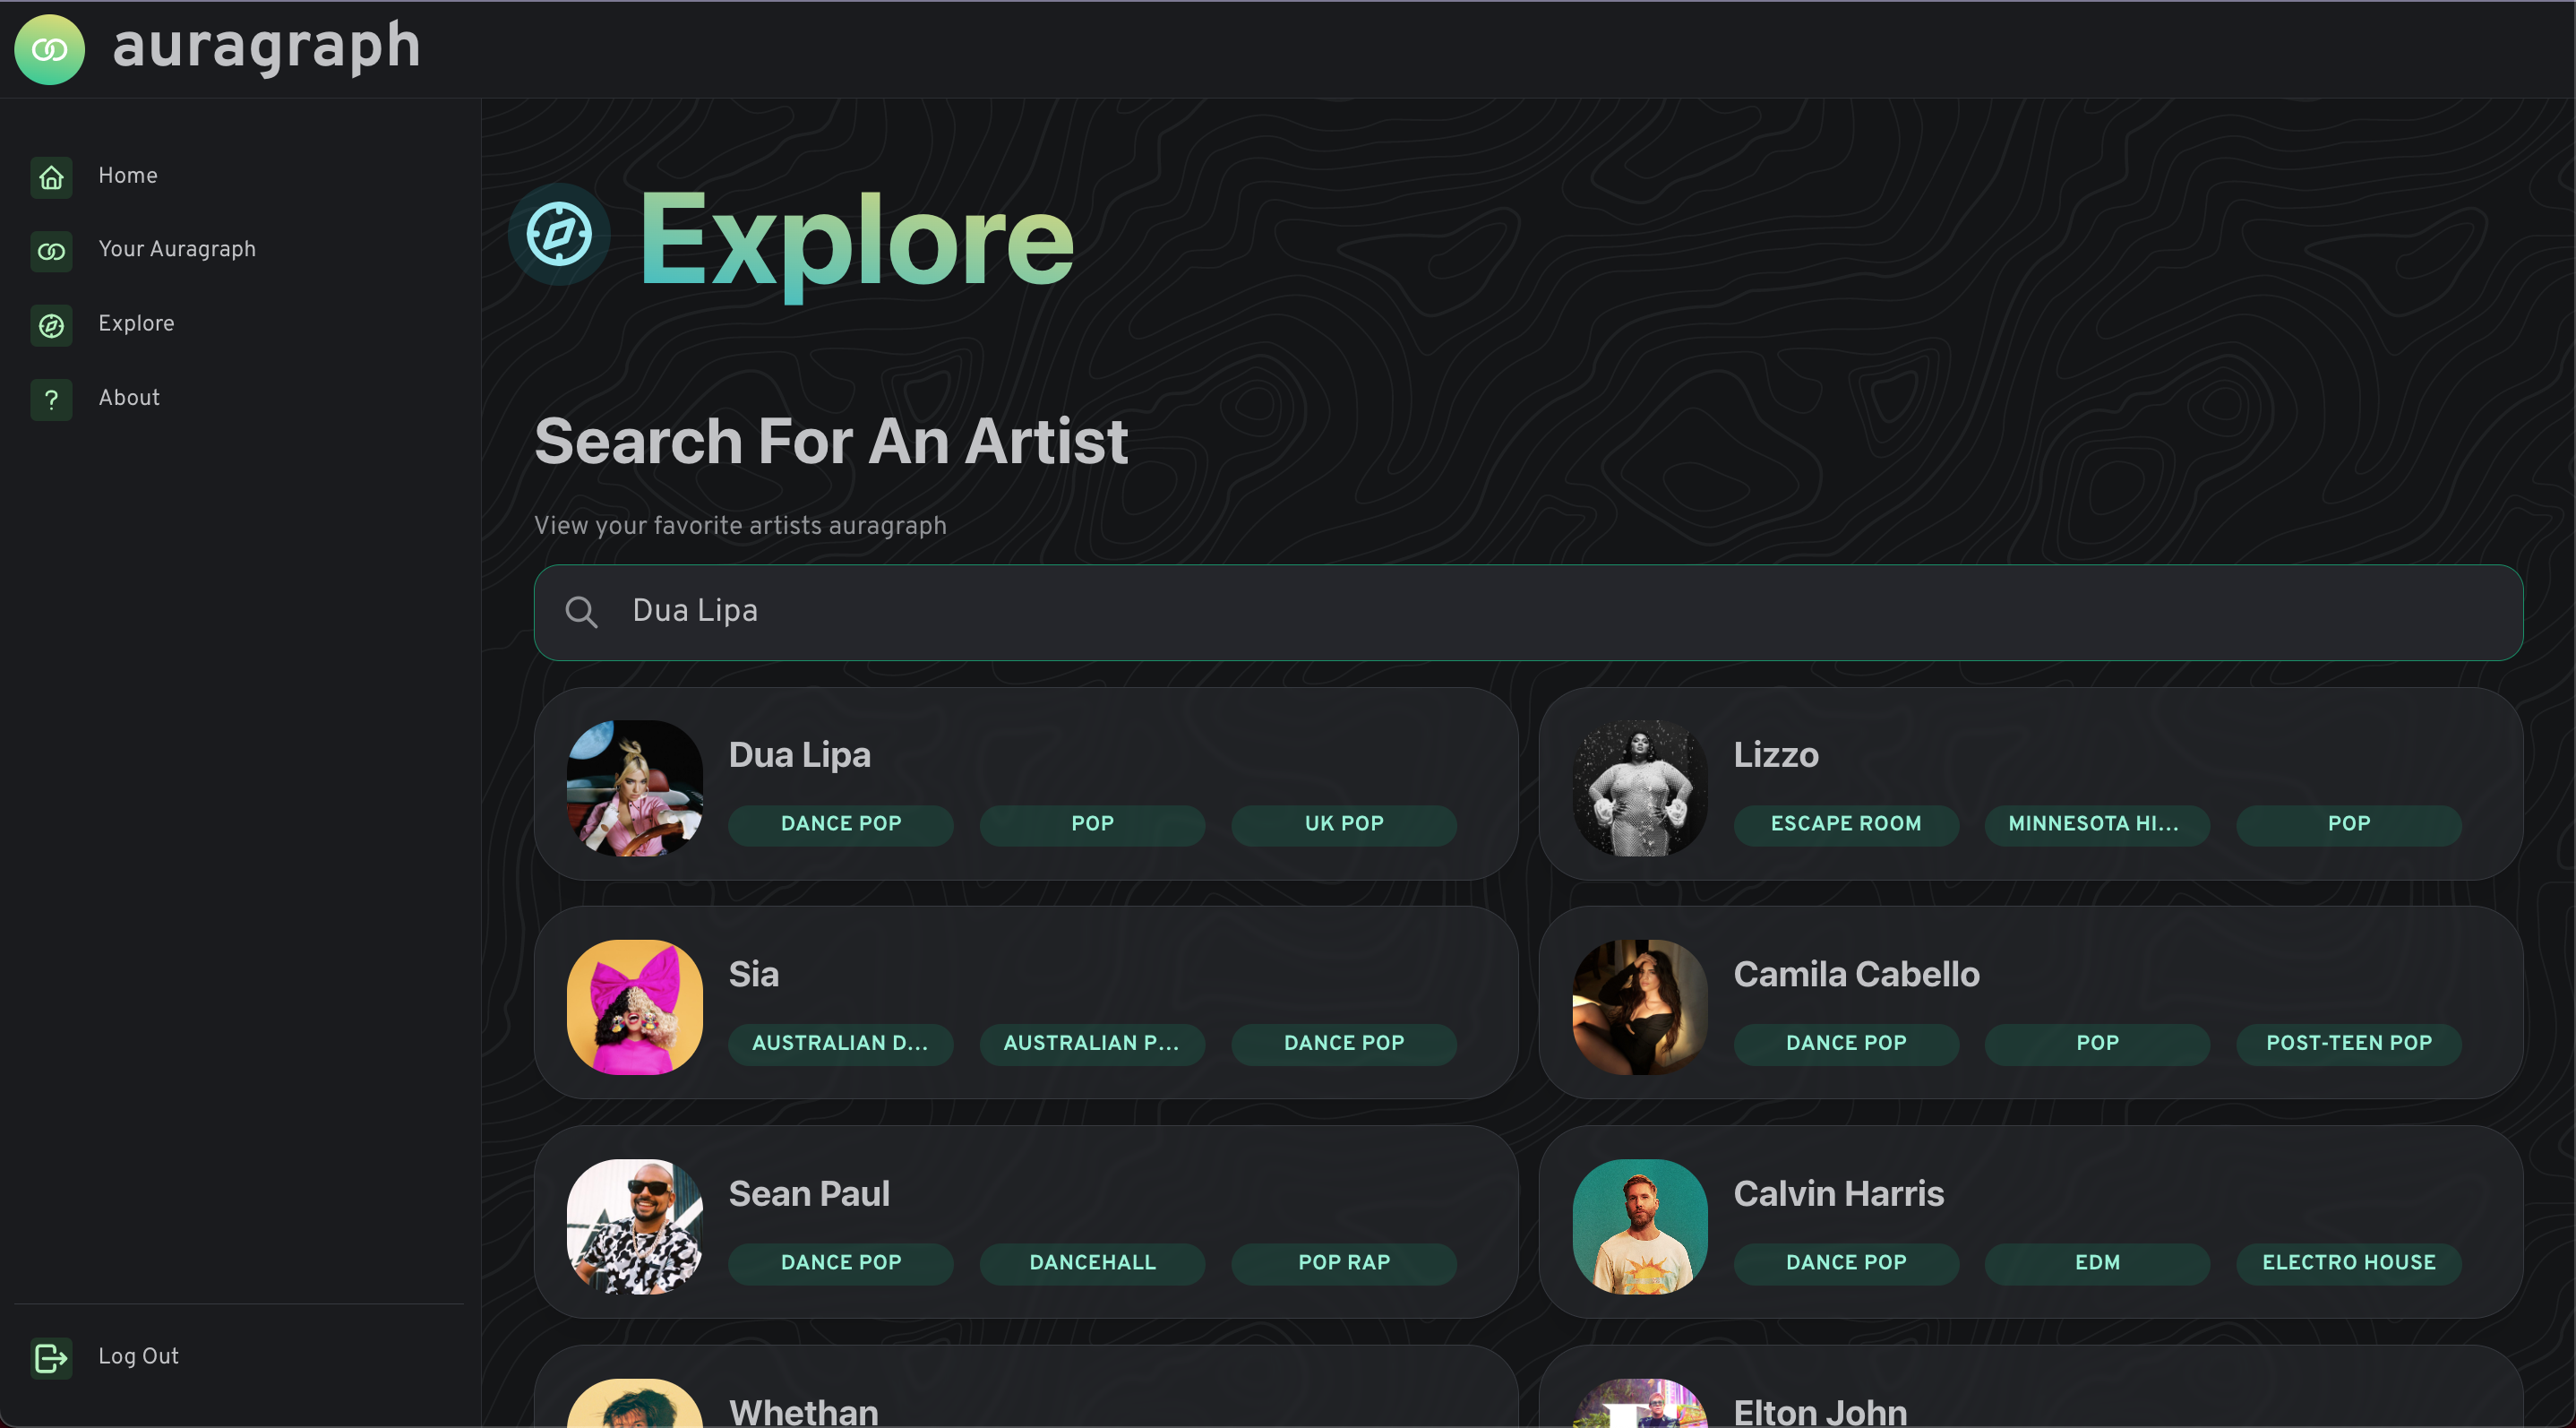 auragraph
Home
Your Auragraph
Explore
? About
Log Out
Explore
Search For An Artist
View your favorite artists auragraph
Dua Lipa
Dua Lipa
DANCE POP POP UK POP
Lizzo
ESCAPE ROOM MINNESOTA HI... POP
Sia
AUSTRALIAN D... AUSTRALIAN P... DANCE POP
Camila Cabello
DANCE POP POP POST-TEEN POP
Sean Paul
DANCE POP DANCEHALL POP RAP
Calvin Harris
DANCE POP EDM ELECTRO HOUSE
Whethan
Elton John